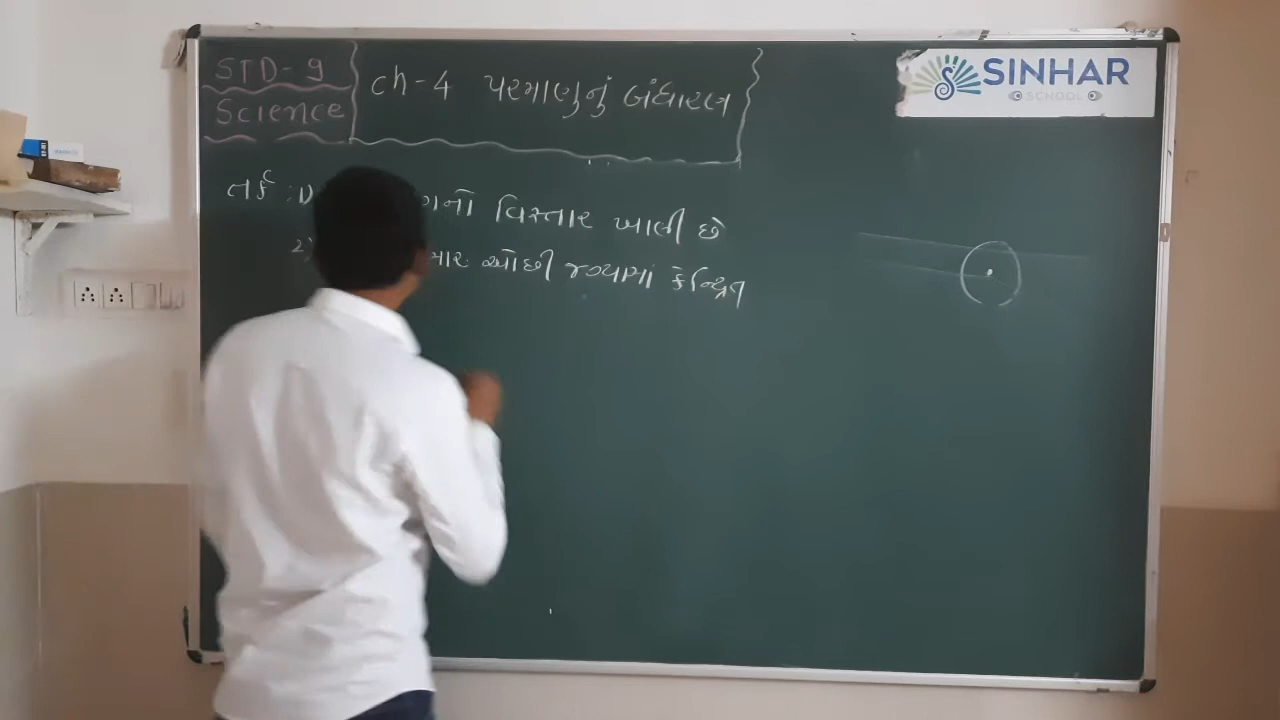 STD-9
Science
ch-4 પરમાણુનું બંધારણ
SINHAR
SCHOOL
તર્ક :1) વિસ્તાર ખાલી છે
2) ઓછી જગ્યામાં કેન્દ્રિત